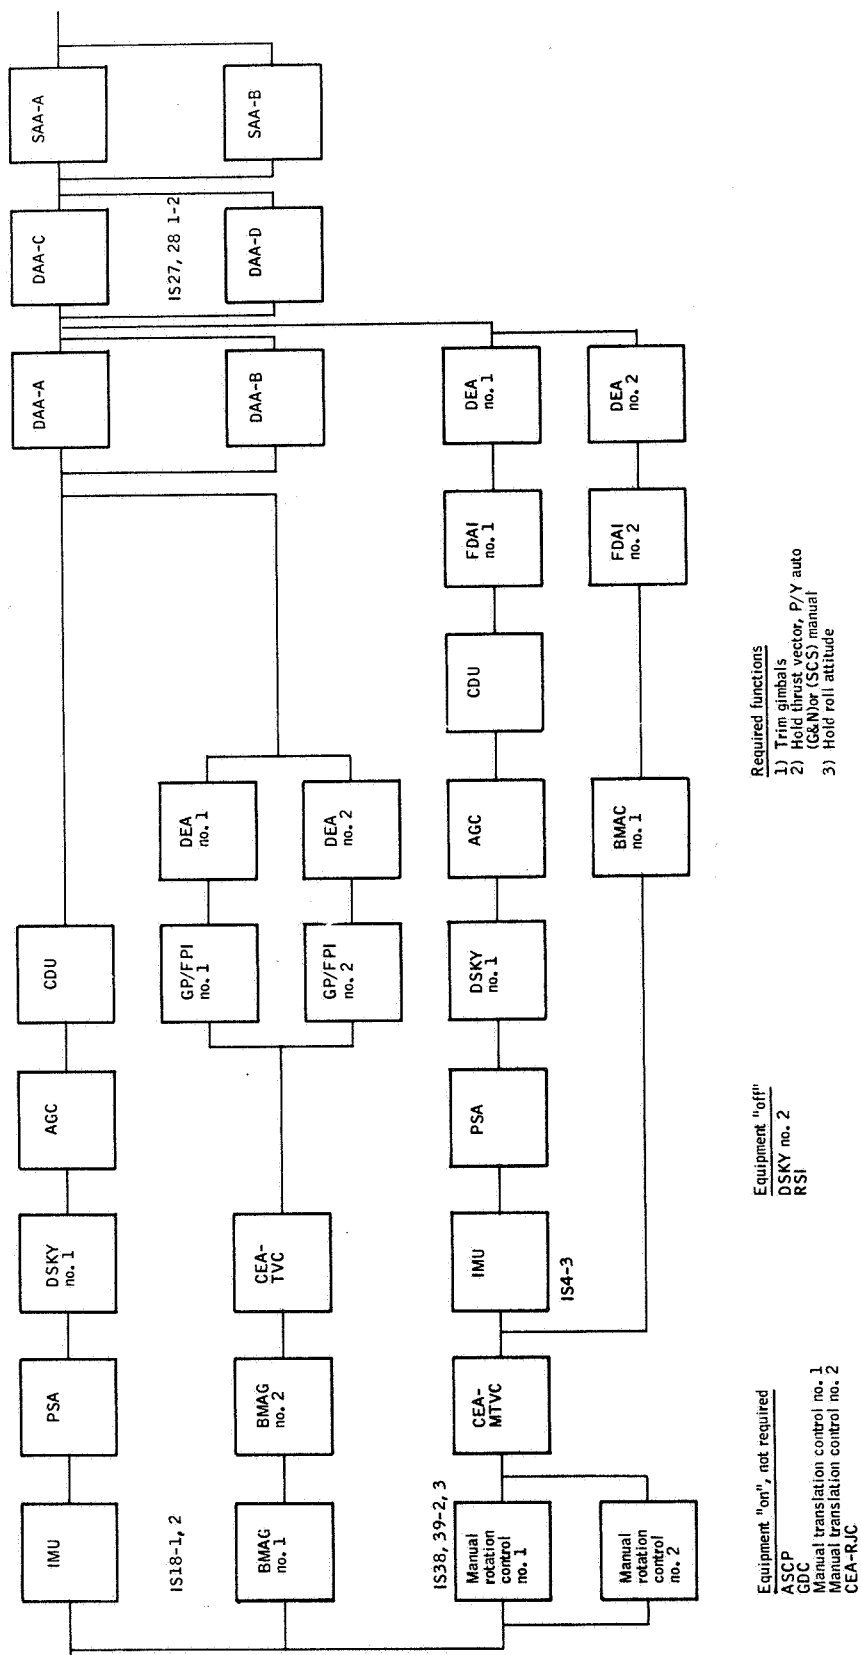 IMU
PSA
DSKY
no. 1
AGC
CDU
DAA-A
DAA-C
SAA-A
DAA-B
DAA-D
SAA-B
IS27, 28 1-2
IS18-1, 2
BMAG
no. 1
BMAG
no. 2
CEA-
TVC
GP/FPI
no. 1
DEA
no. 1
GP/FPI
no. 2
DEA
no. 2
IS38, 39-2, 3
Manual
rotation
control
no. 1
Manual
rotation
control
no. 2
CEA-
MTVC
IMU
IS4-3
PSA
DSKY
no. 1
AGC
CDU
FDAI
no. 1
DEA
no. 1
BMAC
no. 1
FDAI
no. 2
DEA
no. 2
Equipment "on", not required
ASCP
GDC
Manual translation control no. 1
Manual translation control no. 2
CEA-RJC
Equipment "off"
DSKY no. 2
RSI
Required functions
1) Trim gimbals
2) Hold thrust vector, P/Y auto
(G&N)or (SCS) manual
3) Hold roll attitude